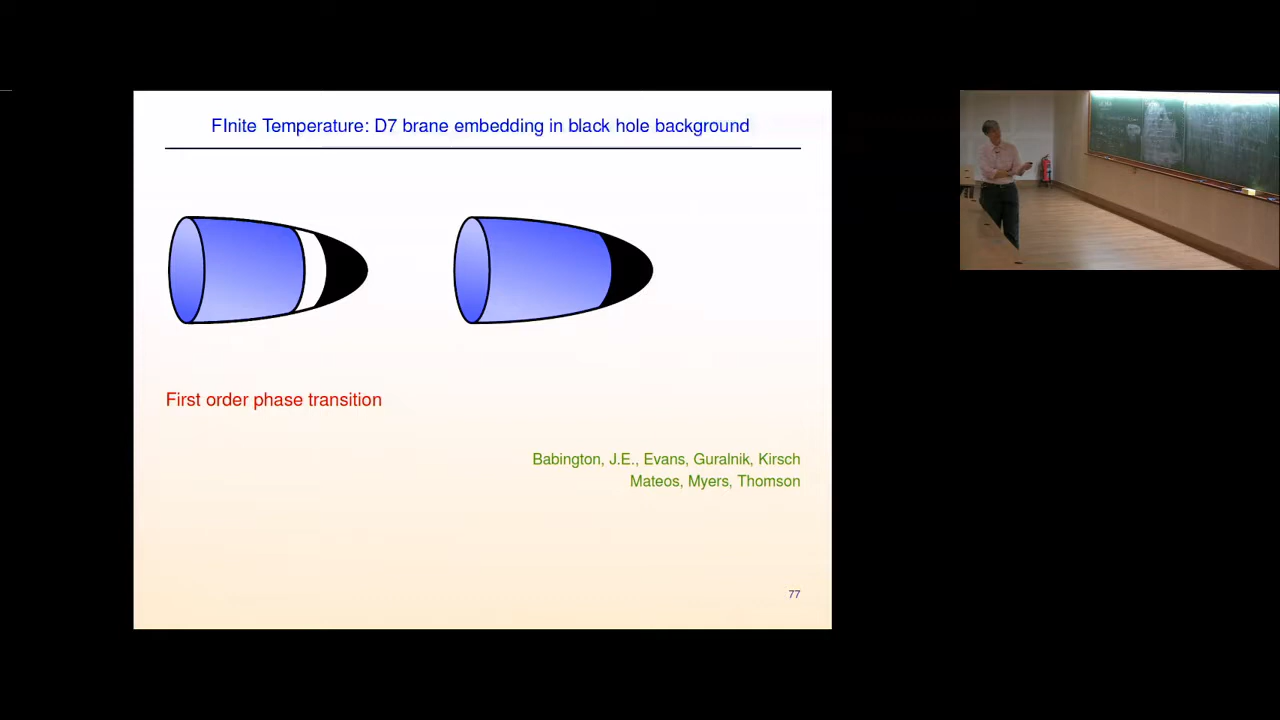 FInite Temperature: D7 brane embedding in black hole background
First order phase transition
Babington, J.E., Evans, Guralnik, Kirsch
Mateos, Myers, Thomson
77